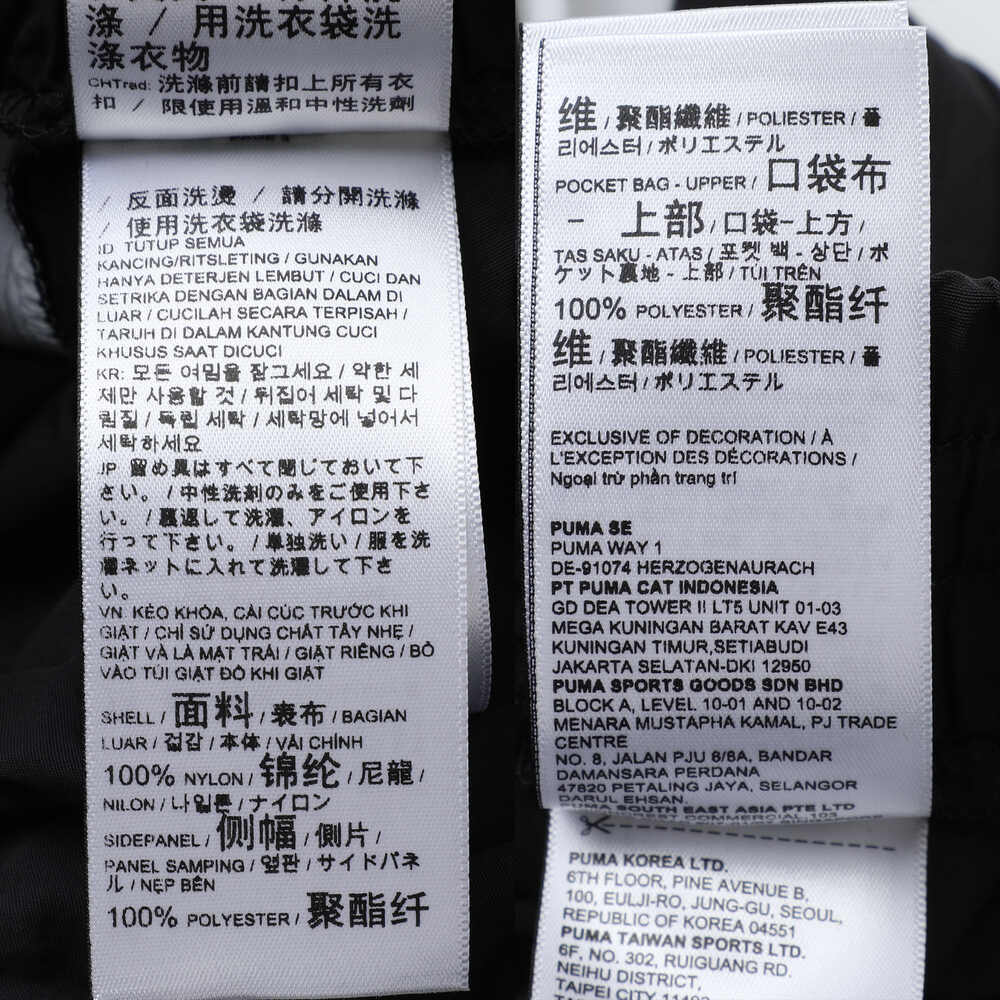 涤 / 用洗衣袋洗
涤衣物
CHTrad: 洗滌前請扣上所有衣
扣 / 限使用溫和中性洗劑
/ 反面洗燙 / 請分開洗滌
/ 使用洗衣袋洗滌
ID TUTUP SEMUA
KANCING/RITSLETING / GUNAKAN
HANYA DETERJEN LEMBUT / CUCI DAN
SETRIKA DENGAN BAGIAN DALAM DI
LUAR / CUCILAH SECARA TERPISAH /
TARUH DI DALAM KANTUNG CUCI
KHUSUS SAAT DICUCI
KR: 모든 여밈을 잠그세요 / 약한 세
제만 사용할 것 / 뒤집어 세탁 및 다
림질 / 독립 세탁 / 세탁망에 넣어서
세탁하세요
JP 留め具はすべて閉じておいて下
さい。/ 中性洗剤のみをご使用下さ
い。/ 裏返して洗濯、アイロンを
行って下さい。/ 単独洗い / 服を洗
濯ネットに入れて洗濯して下さ
い。
VN. KÉO KHÓA, CÀI CÚC TRƯỚC KHI
GIẶT / CHỈ SỬ DỤNG CHẤT TẨY NHẸ /
GIẶT VÀ LÀ MẶT TRÁI / GIẶT RIÊNG / BỎ
VÀO TÚI GIẶT ĐỒ KHI GIẶT
SHELL / 面料 / 表布 / BAGIAN
LUAR / 겉감 / 本体 / VẢI CHÍNH
100% NYLON / 锦纶 / 尼龍 /
NILON / 나일론 / ナイロン
SIDEPANEL / 侧幅 / 側片 /
PANEL SAMPING / 옆판 / サイドパネ
ル / NẸP BÊN
100% POLYESTER / 聚酯纤
维 / 聚酯纖維 / POLIESTER / 폴
리에스터 / ポリエステル
POCKET BAG - UPPER / 口袋布
- 上部 / 口袋-上方 /
TAS SAKU - ATAS / 포켓 백 - 상단 / ポ
ケット裏地 - 上部 / TÚI TRÊN
100% POLYESTER / 聚酯纤
维 / 聚酯纖維 / POLIESTER / 폴
리에스터 / ポリエステル
EXCLUSIVE OF DECORATION / À
L'EXCEPTION DES DÉCORATIONS /
Ngoại trừ phần trang trí
PUMA SE
PUMA WAY 1
DE-91074 HERZOGENAURACH
PT PUMA CAT INDONESIA
GD DEA TOWER II LT5 UNIT 01-03
MEGA KUNINGAN BARAT KAV E43
KUNINGAN TIMUR,SETIABUDI
JAKARTA SELATAN-DKI 12950
PUMA SPORTS GOODS SDN BHD
BLOCK A, LEVEL 10-01 AND 10-02
MENARA MUSTAPHA KAMAL, PJ TRADE
CENTRE
NO. 8, JALAN PJU 8/8A, BANDAR
DAMANSARA PERDANA
47820 PETALING JAYA, SELANGOR
DARUL EHSAN.
PUMA SOUTH EAST ASIA PTE LTD
COMMERCIAL 103
PUMA KOREA LTD.
6TH FLOOR, PINE AVENUE B,
100, EULJI-RO, JUNG-GU, SEOUL,
REPUBLIC OF KOREA 04551
PUMA TAIWAN SPORTS LTD.
6F, NO. 302, RUIGUANG RD.
NEIHU DISTRICT,
TAIPEI CITY